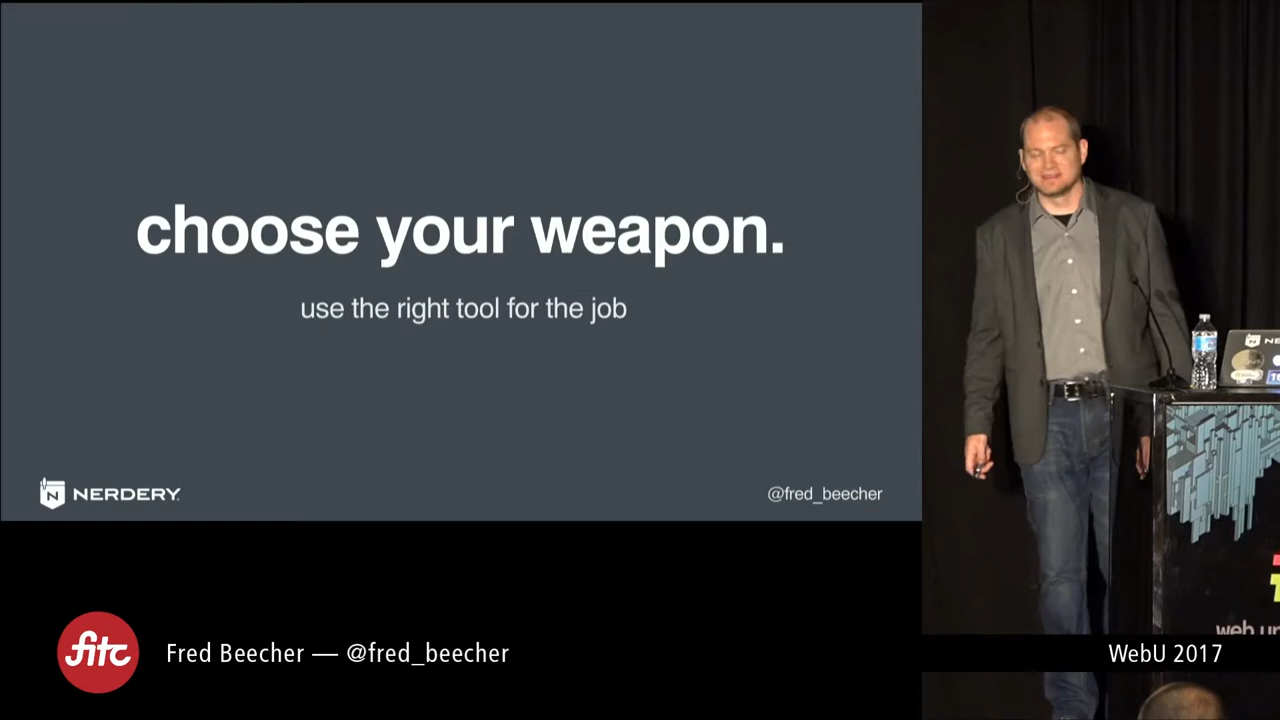 choose your weapon.
use the right tool for the job
NERDERY
@fred_beecher
fitc
Fred Beecher — @fred_beecher
WebU 2017